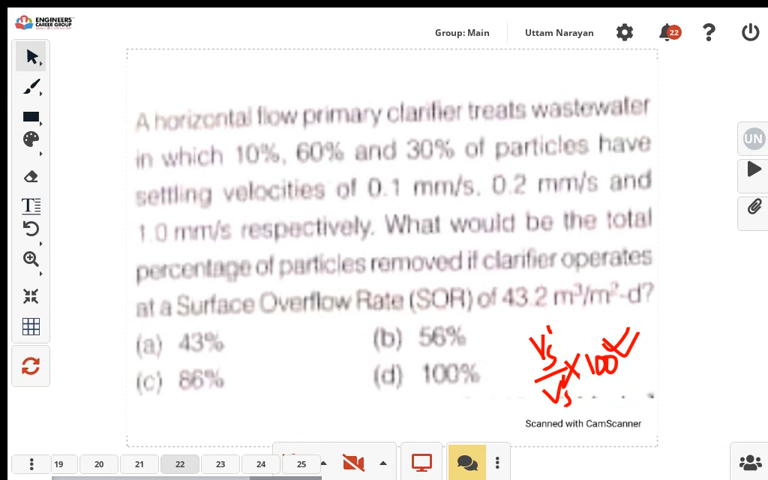 ENGINEERS
CAREER GROUP
Group: Main
Uttam Narayan
22
A horizontal flow primary clarifier treats wastewater
in which 10%, 60% and 30% of particles have
settling velocities of 0.1 mm/s, 0.2 mm/s and
1.0 mm/s respectively. What would be the total
percentage of particles removed if clarifier operates
at a Surface Overflow Rate (SOR) of 43.2 m³/m²-d?
(a) 43% (b) 56%
(c) 86% (d) 100%
Vs'
Vs
× 100
Scanned with CamScanner
UN
T
19 20 21 22 23 24 25